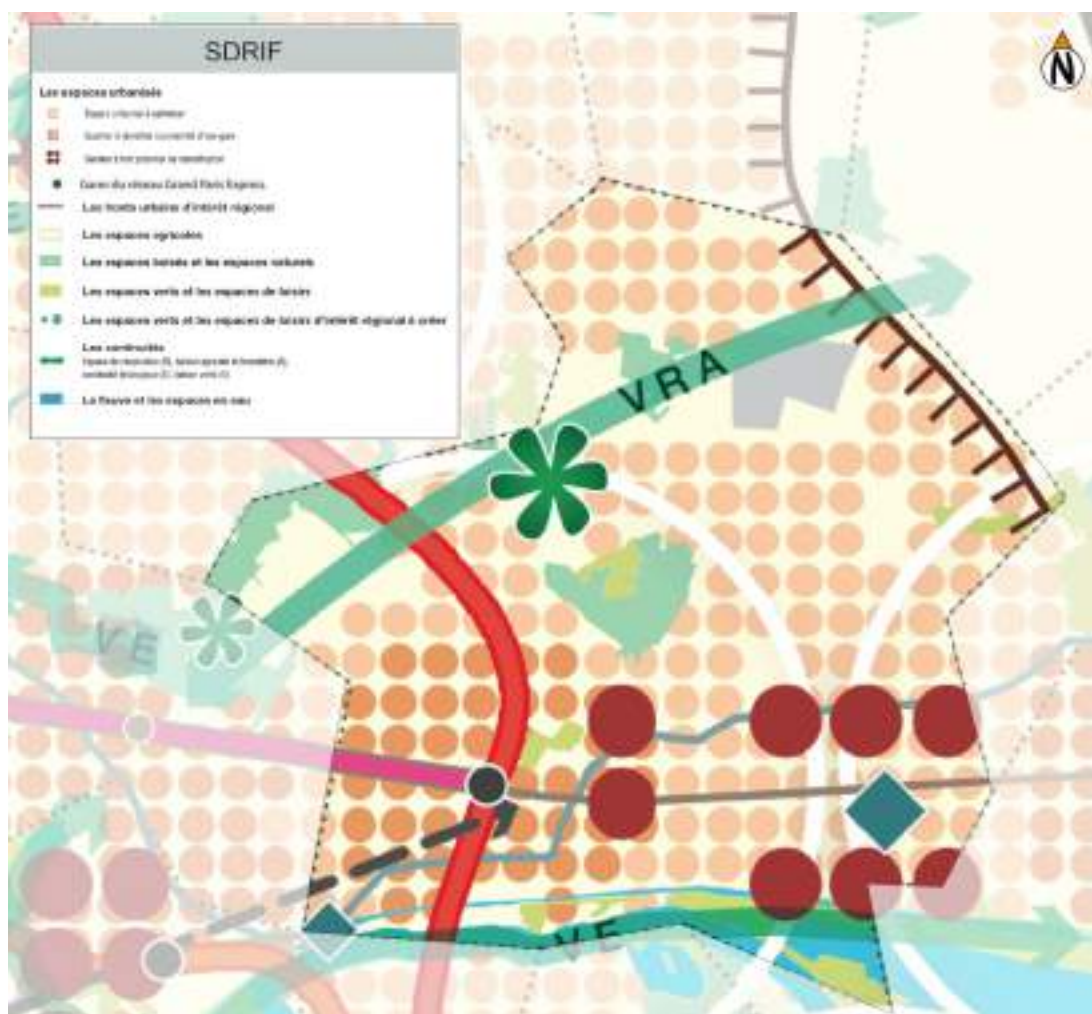 SDRIF
N
Les espaces urbanisés
Les fronts urbains d'intérêt régional
Gares du réseau Grand Paris Express
Les espaces agricoles
Les espaces boisés et les espaces naturels
Les espaces verts et les espaces de loisirs
Les espaces verts et les espaces de loisirs d'intérêt régional à créer
Les continuités
Le fleuve et les espaces en eau
VRA
VE
VE